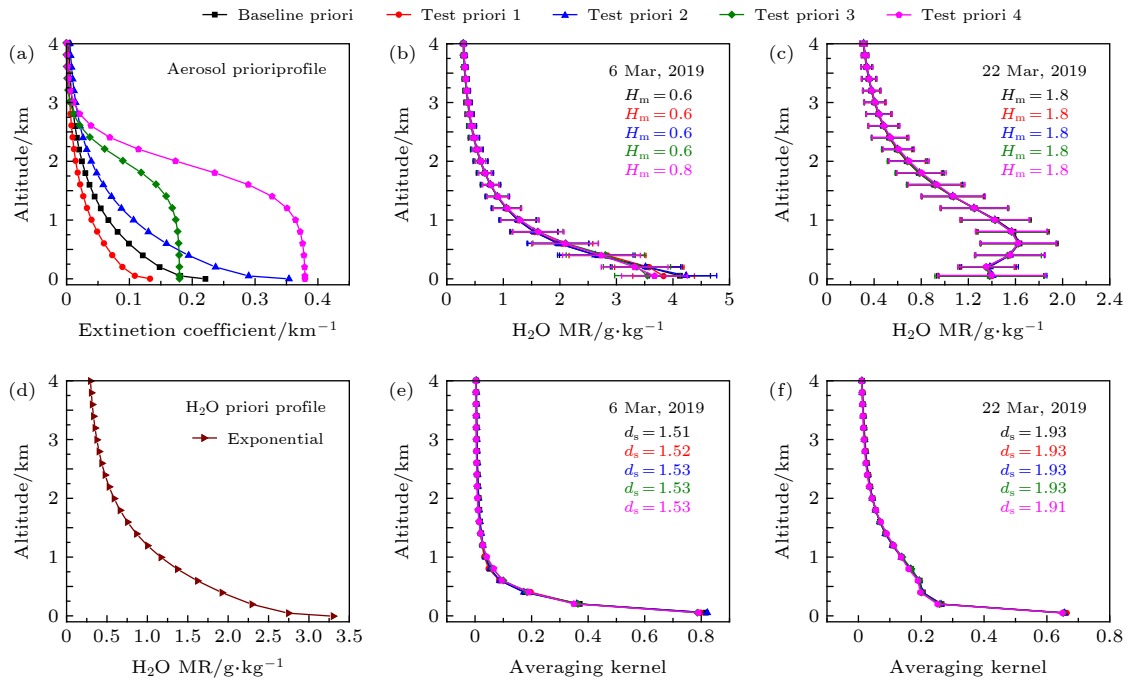 Baseline priori Test priori 1 Test priori 2 Test priori 3 Test priori 4
(a)
Aerosol prioriprofile
Altitude/km
4
3
2
1
0
0 0.1 0.2 0.3 0.4
Extinetion coefficient/km⁻¹
(b)
6 Mar, 2019
Hm = 0.6
Hm = 0.6
Hm = 0.6
Hm = 0.6
Hm = 0.8
Altitude/km
4
3
2
1
0
0 1 2 3 4 5
H₂O MR/g·kg⁻¹
(c)
22 Mar, 2019
Hm = 1.8
Hm = 1.8
Hm = 1.8
Hm = 1.8
Hm = 1.8
Altitude/km
4
3
2
1
0
0 0.4 0.8 1.2 1.6 2.0 2.4
H₂O MR/g·kg⁻¹
(d)
H₂O priori profile
Exponential
Altitude/km
4
3
2
1
0
0 0.5 1.0 1.5 2.0 2.5 3.0 3.5
H₂O MR/g·kg⁻¹
(e)
6 Mar, 2019
ds = 1.51
ds = 1.52
ds = 1.53
ds = 1.53
ds = 1.53
Altitude/km
4
3
2
1
0
0 0.2 0.4 0.6 0.8
Averaging kernel
(f)
22 Mar, 2019
ds = 1.93
ds = 1.93
ds = 1.93
ds = 1.93
ds = 1.91
Altitude/km
4
3
2
1
0
0 0.2 0.4 0.6 0.8
Averaging kernel